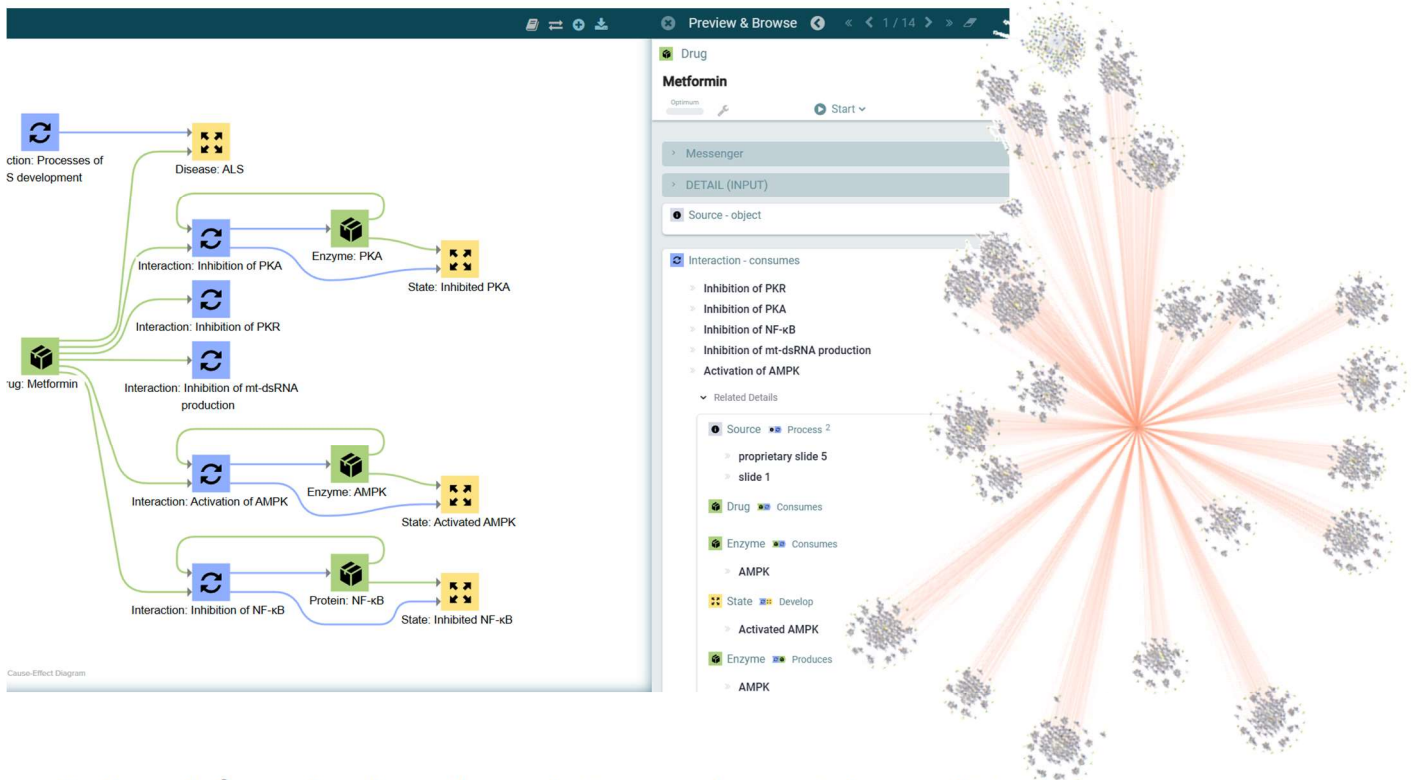 Preview & Browse
1 / 14
Drug
Metformin
Optimum
Start
Messenger
DETAIL (INPUT)
Source - object
Interaction - consumes
Inhibition of PKR
Inhibition of PKA
Inhibition of NF-κB
Inhibition of mt-dsRNA production
Activation of AMPK
Related Details
Source Process 2
proprietary slide 5
slide 1
Drug Consumes
Enzyme Consumes
AMPK
State Develop
Activated AMPK
Enzyme Produces
AMPK
ction: Processes of
S development
Disease: ALS
Interaction: Inhibition of PKA
Enzyme: PKA
State: Inhibited PKA
Interaction: Inhibition of PKR
ug: Metformin
Interaction: Inhibition of mt-dsRNA
production
Interaction: Activation of AMPK
Enzyme: AMPK
State: Activated AMPK
Interaction: Inhibition of NF-κB
Protein: NF-κB
State: Inhibited NF-κB
Cause-Effect Diagram